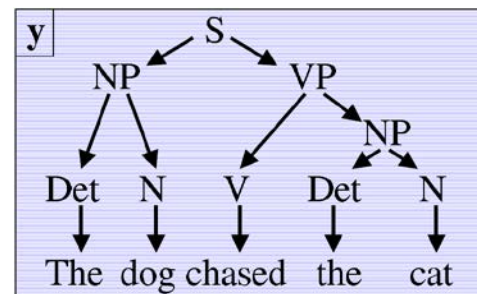 y
S
NP VP
NP
Det N V Det N
The dog chased the cat